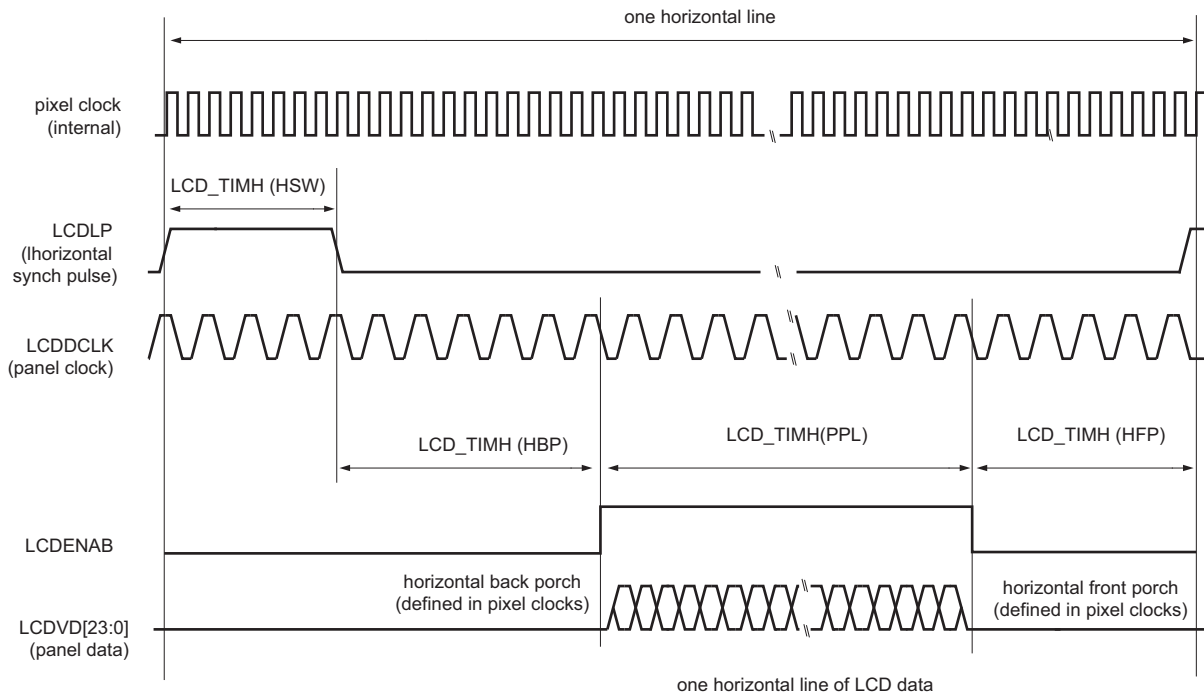 one horizontal line
pixel clock
(internal)
LCD_TIMH (HSW)
LCDLP
(lhorizontal
synch pulse)
LCDDCLK
(panel clock)
LCD_TIMH (HBP)
LCD_TIMH(PPL)
LCD_TIMH (HFP)
LCDENAB
horizontal back porch
(defined in pixel clocks)
horizontal front porch
(defined in pixel clocks)
LCDVD[23:0]
(panel data)
one horizontal line of LCD data